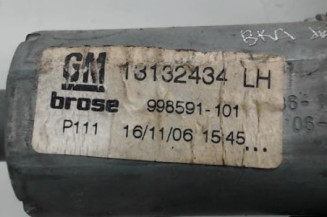 GM 13132434 LH
brose 998591-101
P111 16/11/06 15:45